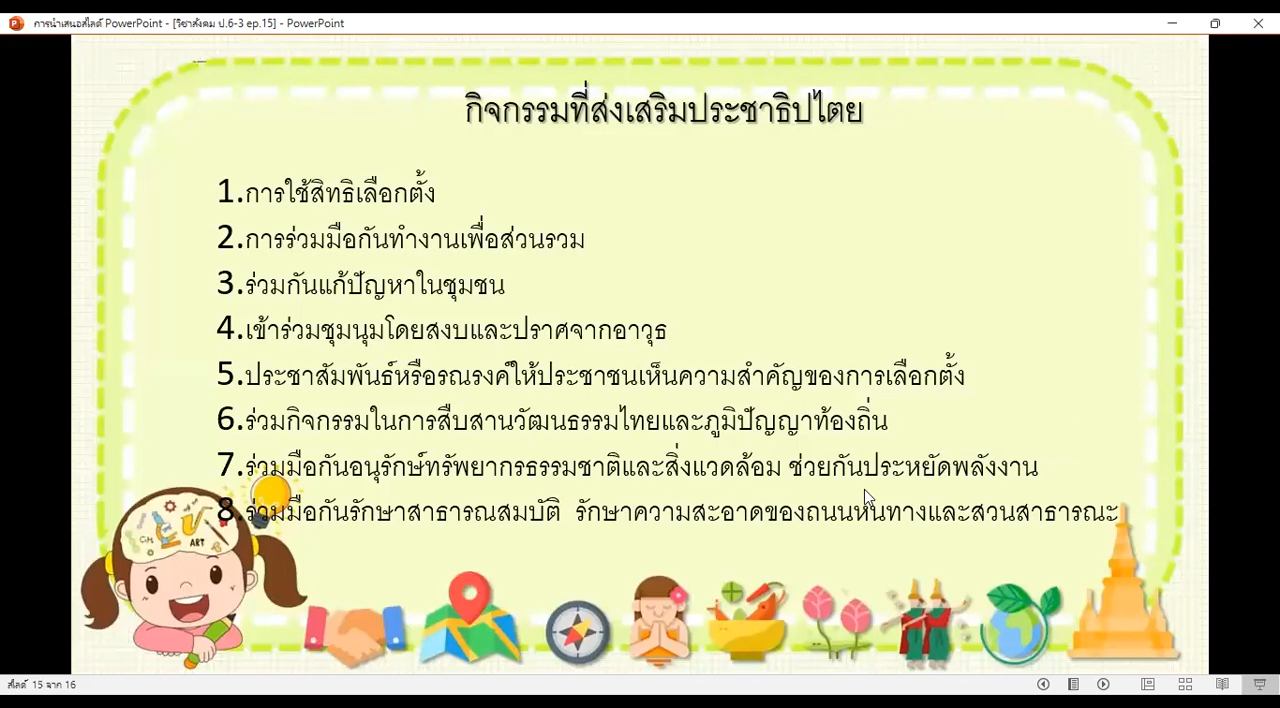 การนำเสนอสไลด์ PowerPoint - [วิชาสังคม ป.6-3 ep.15] - PowerPoint
กิจกรรมที่ส่งเสริมประชาธิปไตย
1.การใช้สิทธิเลือกตั้ง
2.การร่วมมือกันทำงานเพื่อส่วนรวม
3.ร่วมกันแก้ปัญหาในชุมชน
4.เข้าร่วมชุมนุมโดยสงบและปราศจากอาวุธ
5.ประชาสัมพันธ์หรือรณรงค์ให้ประชาชนเห็นความสำคัญของการเลือกตั้ง
6.ร่วมกิจกรรมในการสืบสานวัฒนธรรมไทยและภูมิปัญญาท้องถิ่น
7.ร่วมมือกันอนุรักษ์ทรัพยากรธรรมชาติและสิ่งแวดล้อม ช่วยกันประหยัดพลังงาน
8.ร่วมมือกันรักษาสาธารณสมบัติ รักษาความสะอาดของถนนหนทางและสวนสาธารณะ
ART
สไลด์ 15 จาก 16